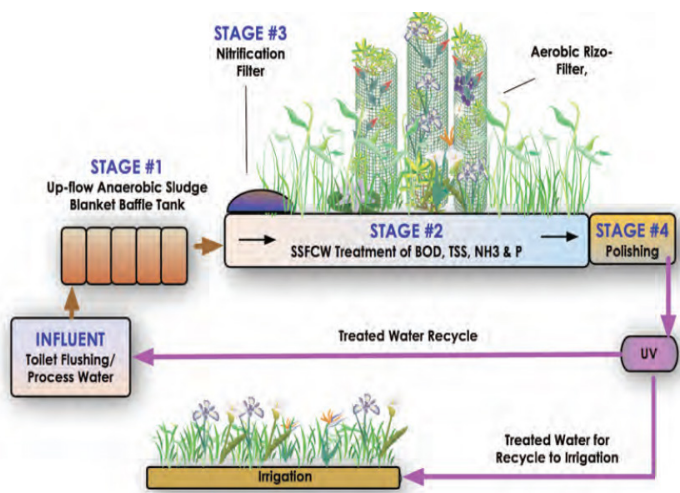 STAGE #3
Nitrification
Filter
Aerobic Rizo-
Filter,
STAGE #1
Up-flow Anaerobic Sludge
Blanket Baffle Tank
STAGE #2
SSFCW Treatment of BOD, TSS, NH3 & P
STAGE #4
Polishing
INFLUENT
Toilet Flushing/
Process Water
Treated Water Recycle
UV
Treated Water for
Recycle to Irrigation
Irrigation